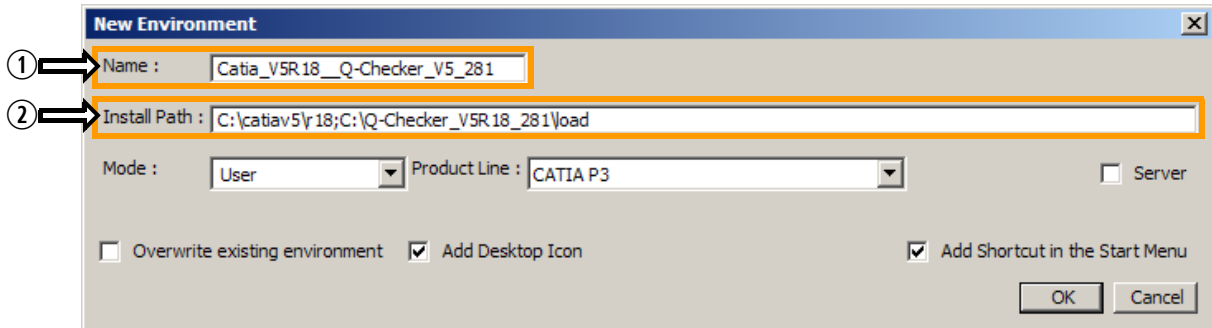 New Environment
① Name : Catia_V5R18__Q-Checker_V5_281
② Install Path : C:\catiav5\r18;C:\Q-Checker_V5R18_281\load
Mode : User Product Line : CATIA P3 Server
Overwrite existing environment Add Desktop Icon Add Shortcut in the Start Menu
OK Cancel